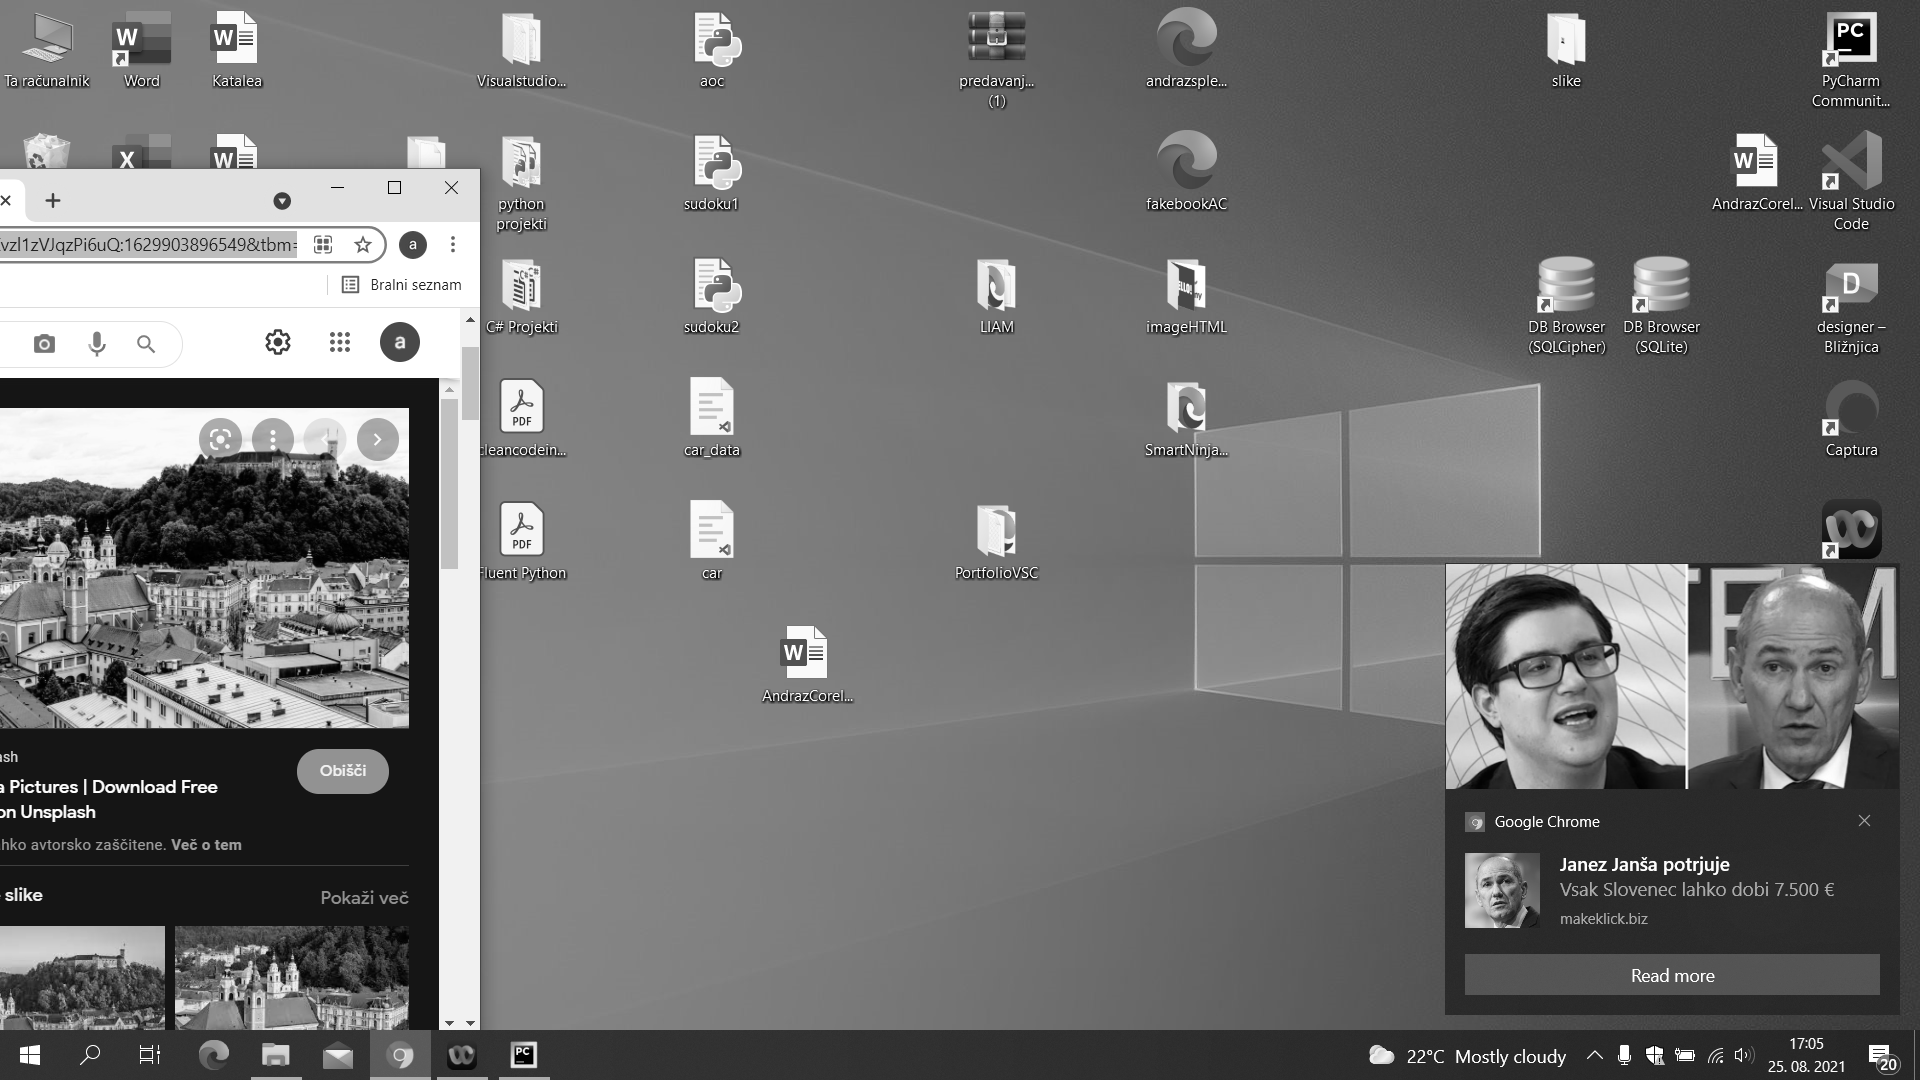 Ta računalnik
Word
Katalea
Visualstudio...
aoc
predavanj...
(1)
andrazsple...
slike
PyCharm
Communit...
python
projekti
sudoku1
fakebookAC
AndrazCorel...
Visual Studio
Code
vzl1zVJqzPi6uQ:1629903896549&tbm=
a
Bralni seznam
a
C# Projekti
sudoku2
LIAM
imageHTML
DB Browser
(SQLCipher)
DB Browser
(SQLite)
designer –
Bližnjica
cleancodein...
car_data
SmartNinja...
Captura
Fluent Python
car
PortfolioVSC
AndrazCorel...
ash
Obišči
a Pictures | Download Free
on Unsplash
hko avtorsko zaščitene. Več o tem
slike
Pokaži več
TEM
Google Chrome
Janez Janša potrjuje
Vsak Slovenec lahko dobi 7.500 €
makeklick.biz
Read more
22°C Mostly cloudy
17:05
25. 08. 2021
20